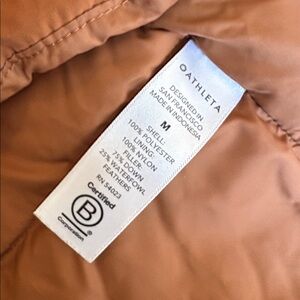 ATHLETA
DESIGNED IN
SAN FRANCISCO
MADE IN INDONESIA
M
SHELL:
100% POLYESTER
LINING:
100% NYLON
FILLER:
75% DOWN
25% WATERFOWL
FEATHERS
RN 54023
Certified
B
Corporation